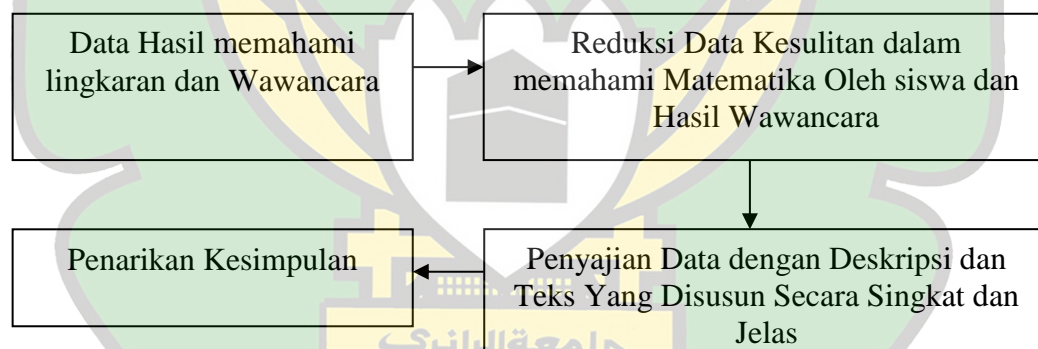 Data Hasil memahami
lingkaran dan Wawancara
Reduksi Data Kesulitan dalam
memahami Matematika Oleh siswa dan
Hasil Wawancara
Penarikan Kesimpulan
Penyajian Data dengan Deskripsi dan
Teks Yang Disusun Secara Singkat dan
Jelas
جامعةالرانري